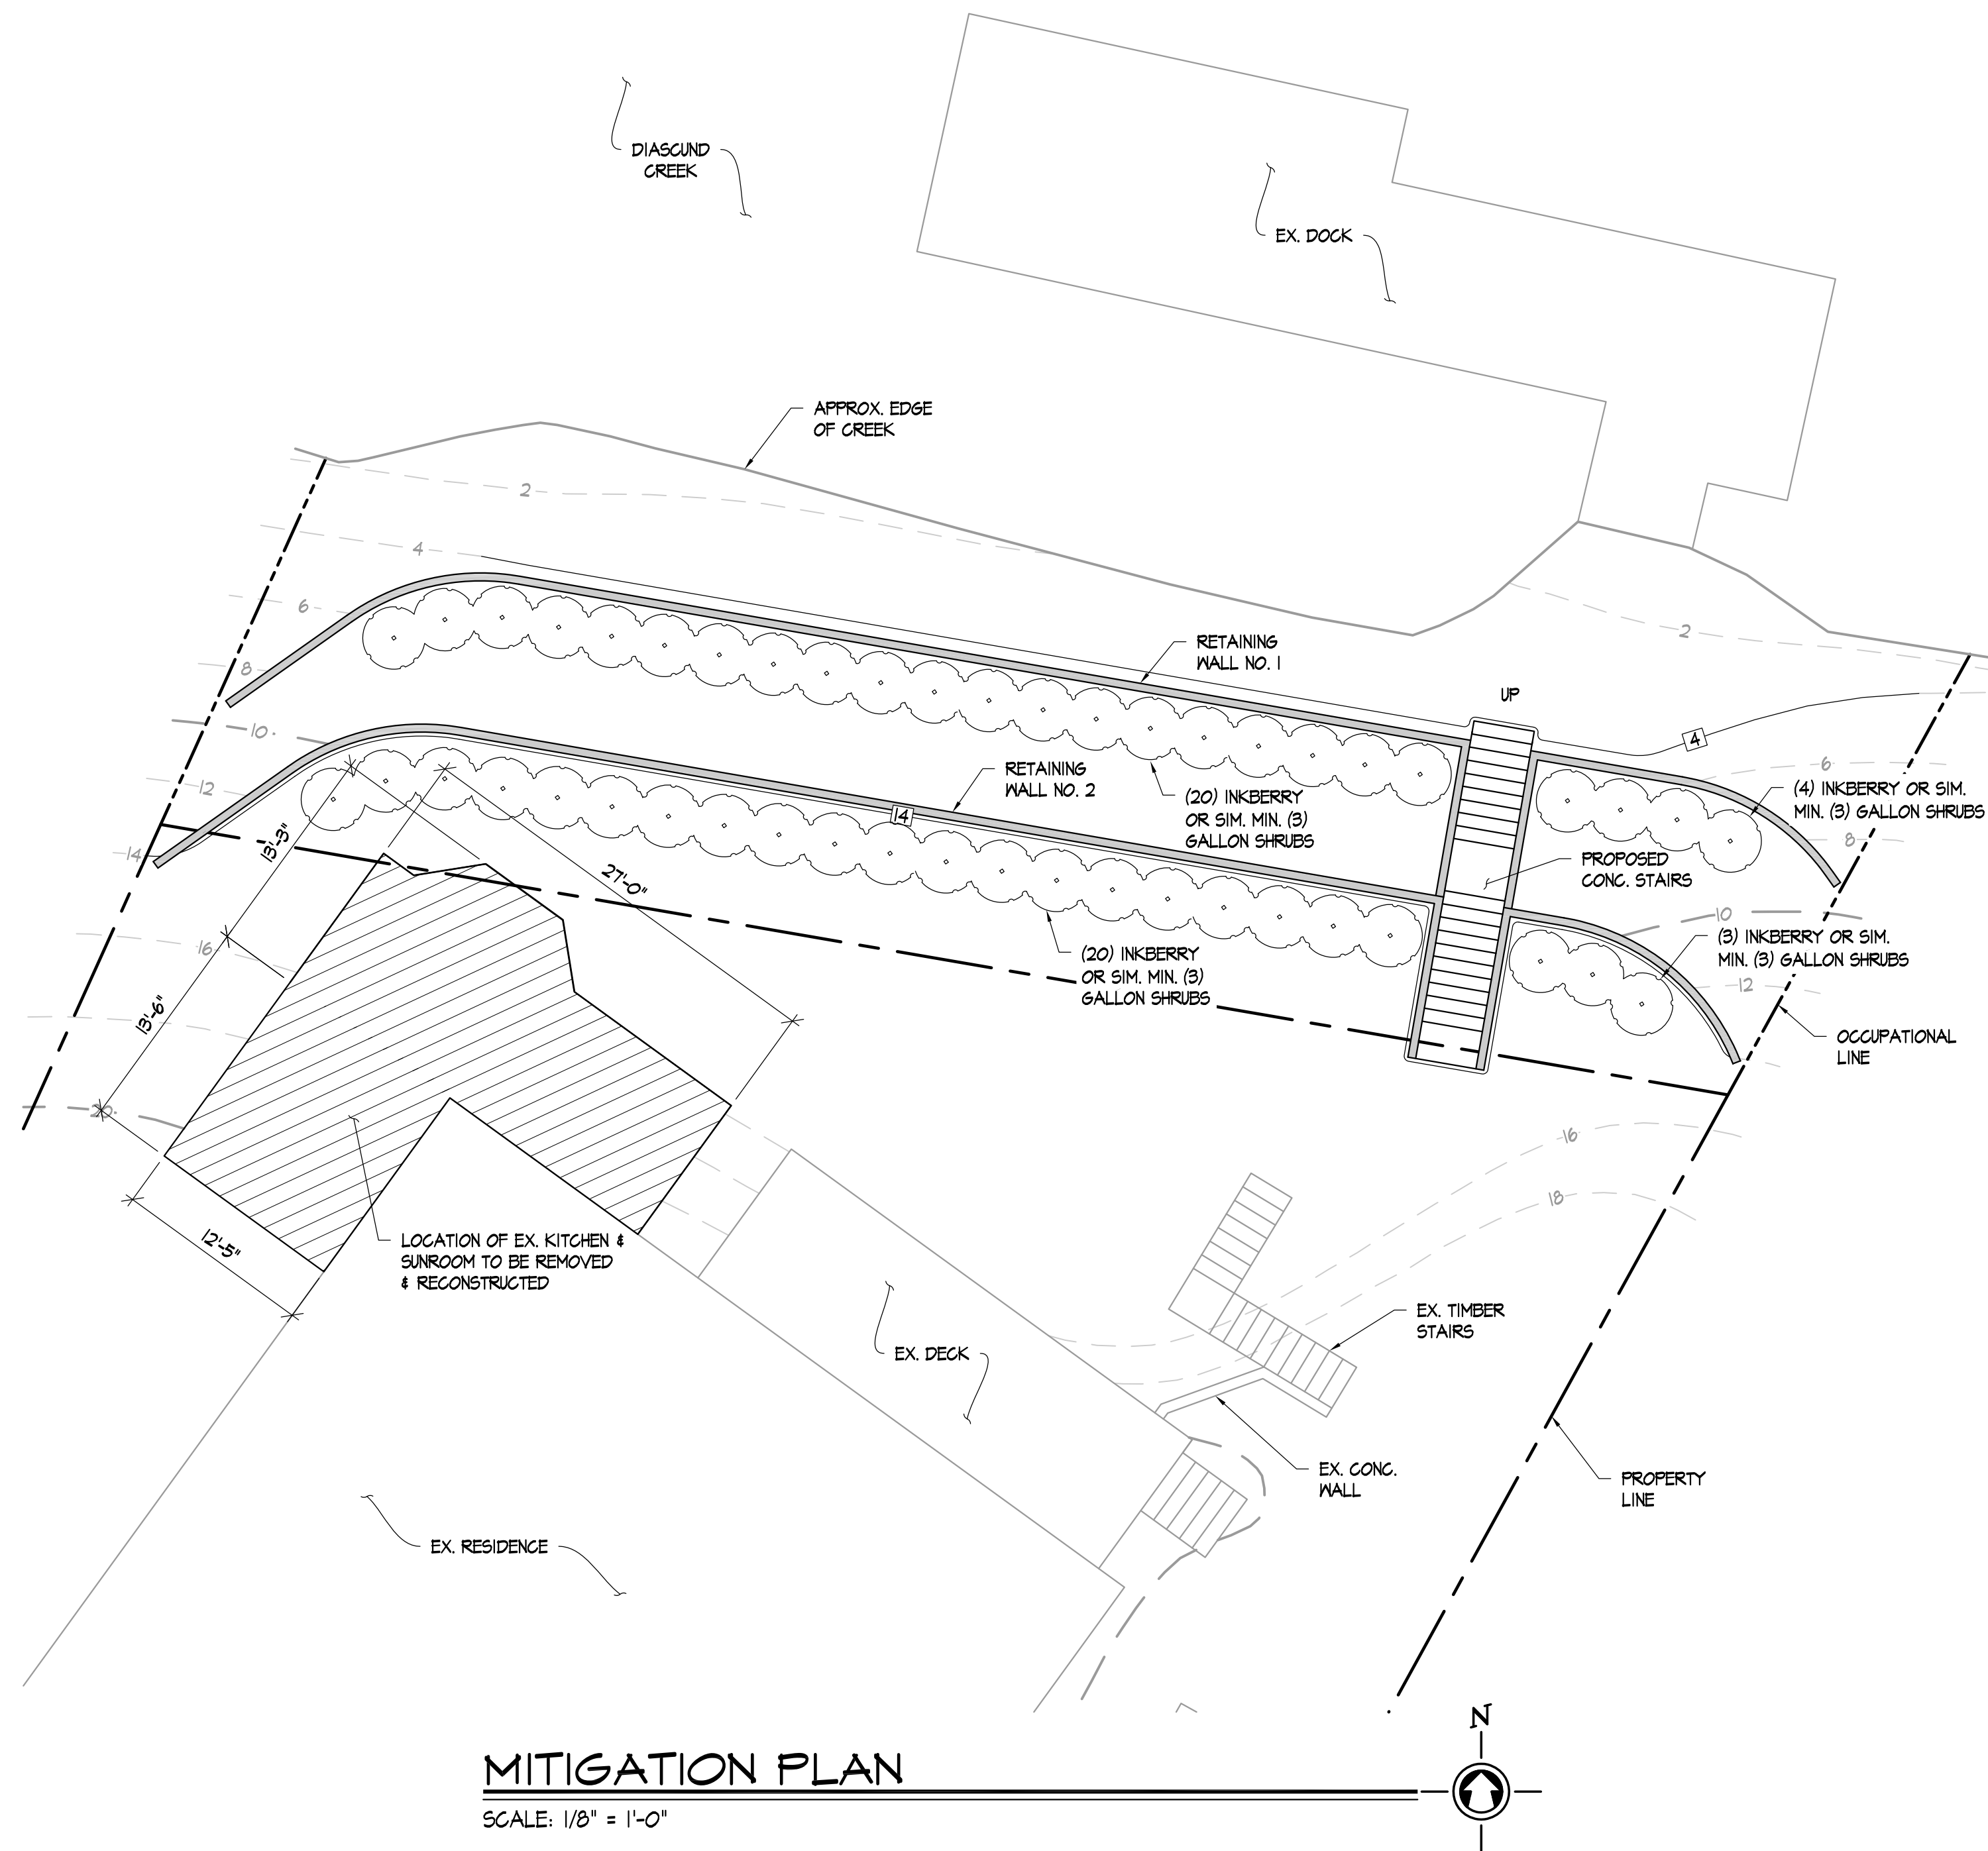 DIASCUND
CREEK
EX. DOCK
APPROX. EDGE
OF CREEK
2
4
6
8
10
12
14
16
20
RETAINING
WALL NO. 1
UP
2
4
6
8
10
12
RETAINING
WALL NO. 2
14
(20) INKBERRY
OR SIM. MIN. (3)
GALLON SHRUBS
(4) INKBERRY OR SIM.
MIN. (3) GALLON SHRUBS
PROPOSED
CONC. STAIRS
(3) INKBERRY OR SIM.
MIN. (3) GALLON SHRUBS
(20) INKBERRY
OR SIM. MIN. (3)
GALLON SHRUBS
OCCUPATIONAL
LINE
13'-3"
27'-0"
13'-6"
12'-5"
16
18
LOCATION OF EX. KITCHEN &
SUNROOM TO BE REMOVED
& RECONSTRUCTED
EX. TIMBER
STAIRS
EX. DECK
EX. CONC.
WALL
PROPERTY
LINE
EX. RESIDENCE
N
MITIGATION PLAN
SCALE: 1/8" = 1'-0"